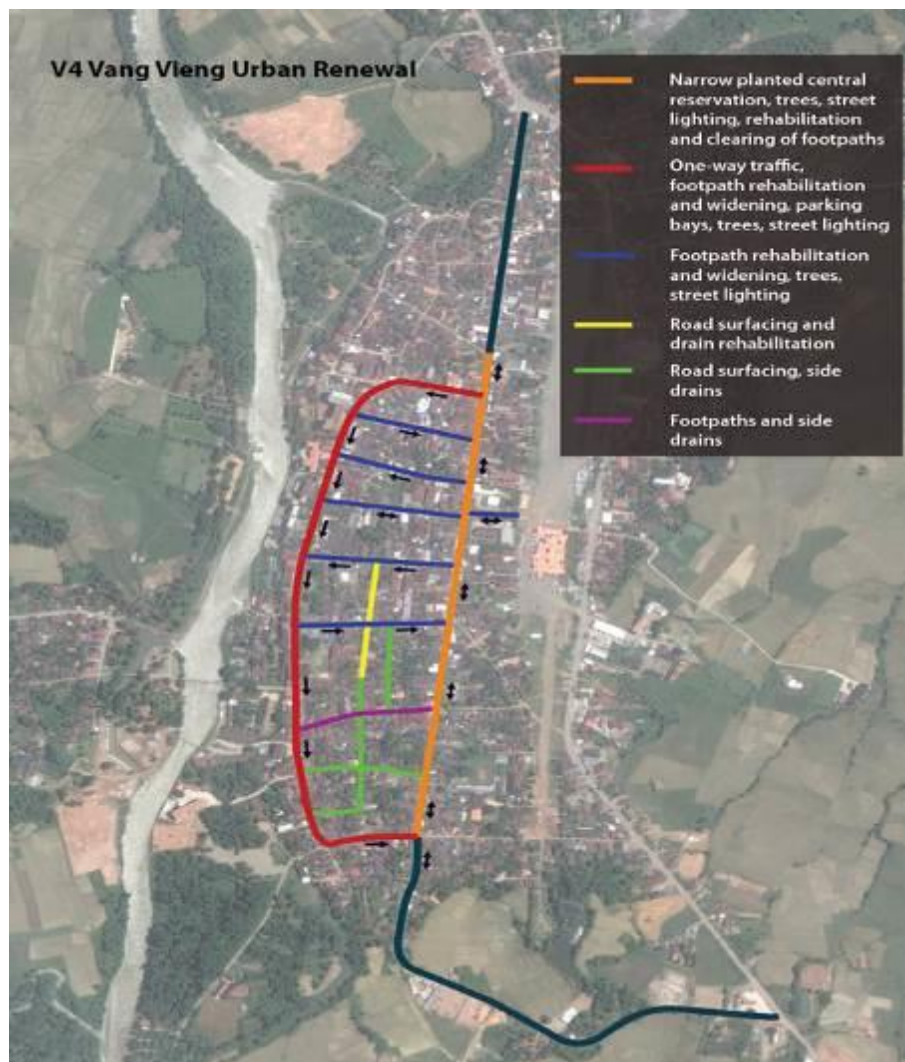 V4 Vang Vieng Urban Renewal
Narrow planted central
reservation, trees, street
lighting, rehabilitation
and clearing of footpaths
One-way traffic,
footpath rehabilitation
and widening, parking
bays, trees, street lighting
Footpath rehabilitation
and widening, trees,
street lighting
Road surfacing and
drain rehabilitation
Road surfacing, side
drains
Footpaths and side
drains